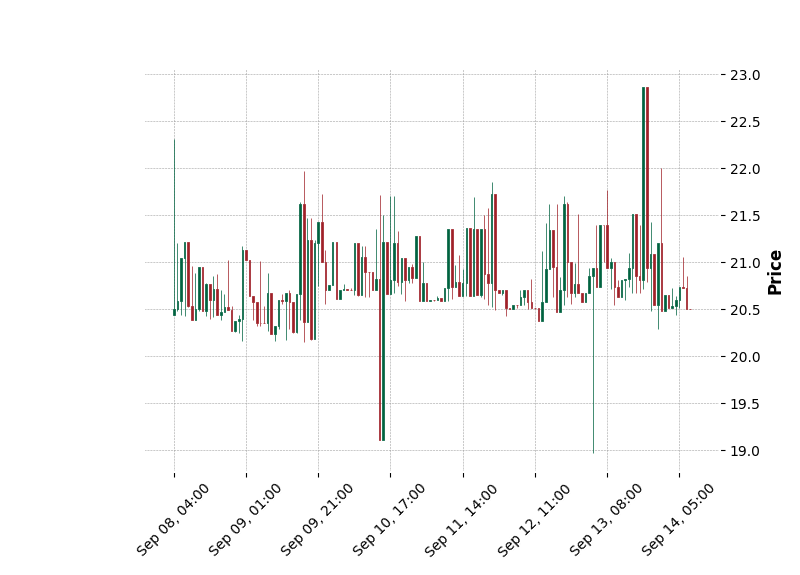 23.0
22.5
22.0
21.5
21.0
20.5
20.0
19.5
19.0
Price
Sep 08, 04:00
Sep 09, 01:00
Sep 09, 21:00
Sep 10, 17:00
Sep 11, 14:00
Sep 12, 11:00
Sep 13, 08:00
Sep 14, 05:00